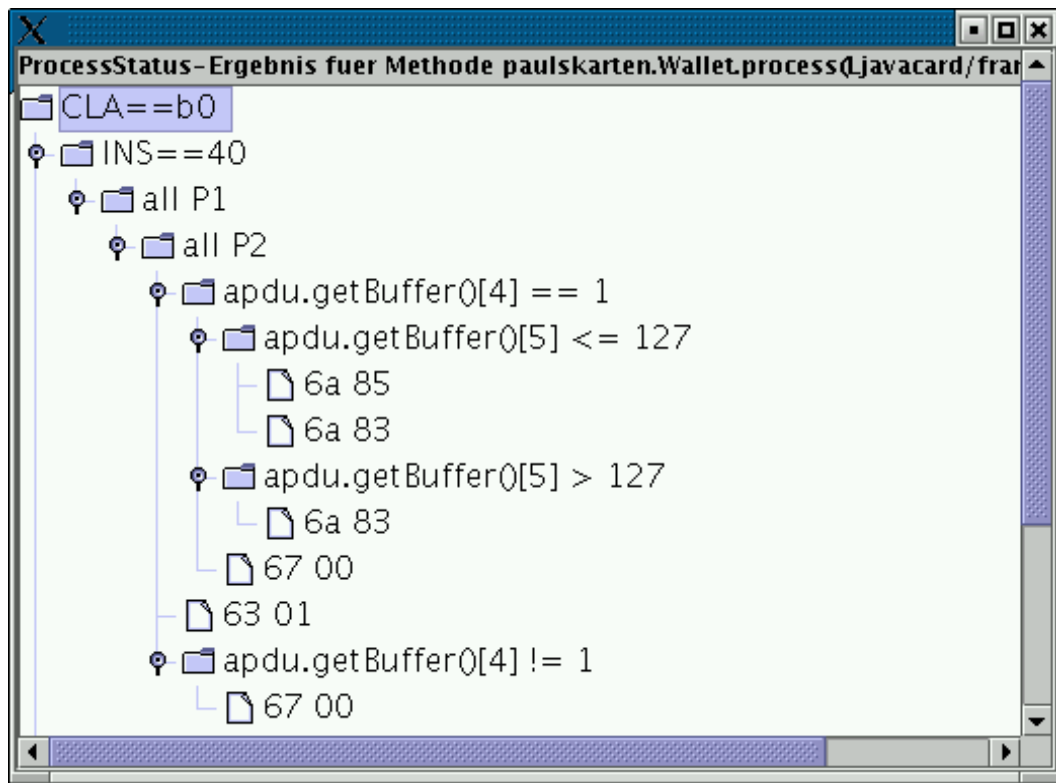 ProcessStatus-Ergebnis fuer Methode paulskarten.Wallet.process(Ljavacard/fra
CLA==b0
INS==40
all P1
all P2
apdu.getBuffer()[4] == 1
apdu.getBuffer()[5] <= 127
6a 85
6a 83
apdu.getBuffer()[5] > 127
6a 83
67 00
63 01
apdu.getBuffer()[4] != 1
67 00